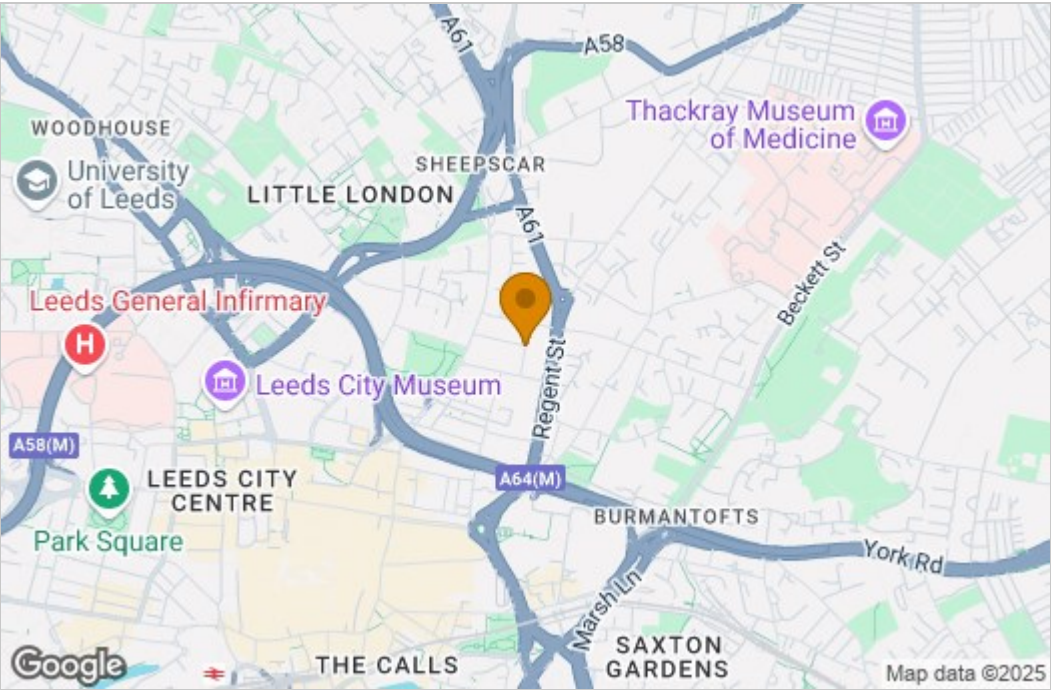 A61
A58
Thackray Museum
of Medicine
WOODHOUSE
SHEEPSCAR
University
of Leeds
LITTLE LONDON
A61
Beckett St
Leeds General Infirmary
H
Regent St
Leeds City Museum
A58(M)
LEEDS CITY
CENTRE
A64(M)
BURMANTOFTS
Park Square
York Rd
Marsh Ln
SAXTON
GARDENS
THE CALLS
Google
Map data ©2025